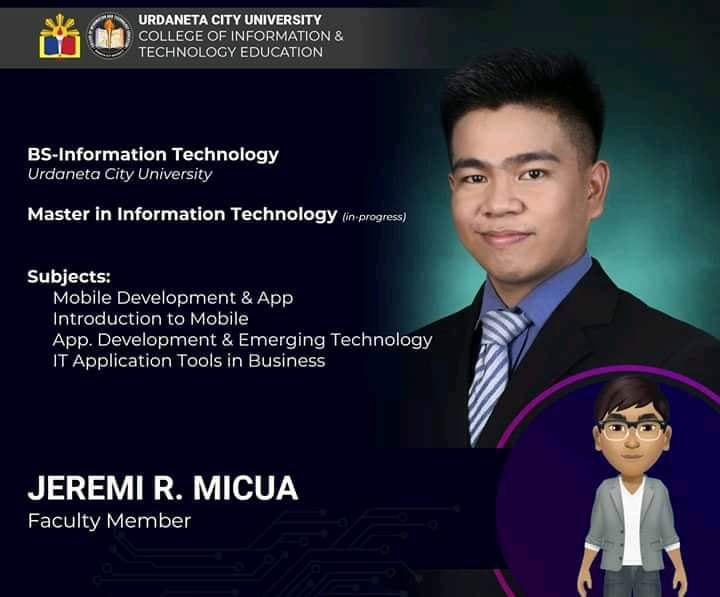 URDANETA CITY UNIVERSITY
COLLEGE OF INFORMATION &
TECHNOLOGY EDUCATION
BS-Information Technology
Urdaneta City University
Master in Information Technology (in-progress)
Subjects:
Mobile Development & App
Introduction to Mobile
App. Development & Emerging Technology
IT Application Tools in Business
JEREMI R. MICUA
Faculty Member